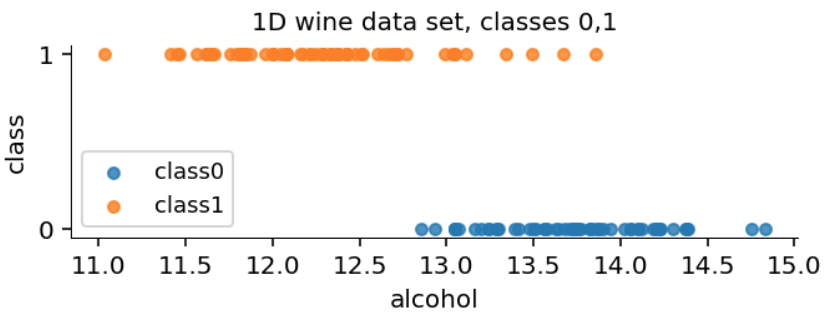 1D wine data set, classes 0,1
1
class
class0
class1
0
11.0 11.5 12.0 12.5 13.0 13.5 14.0 14.5 15.0
alcohol